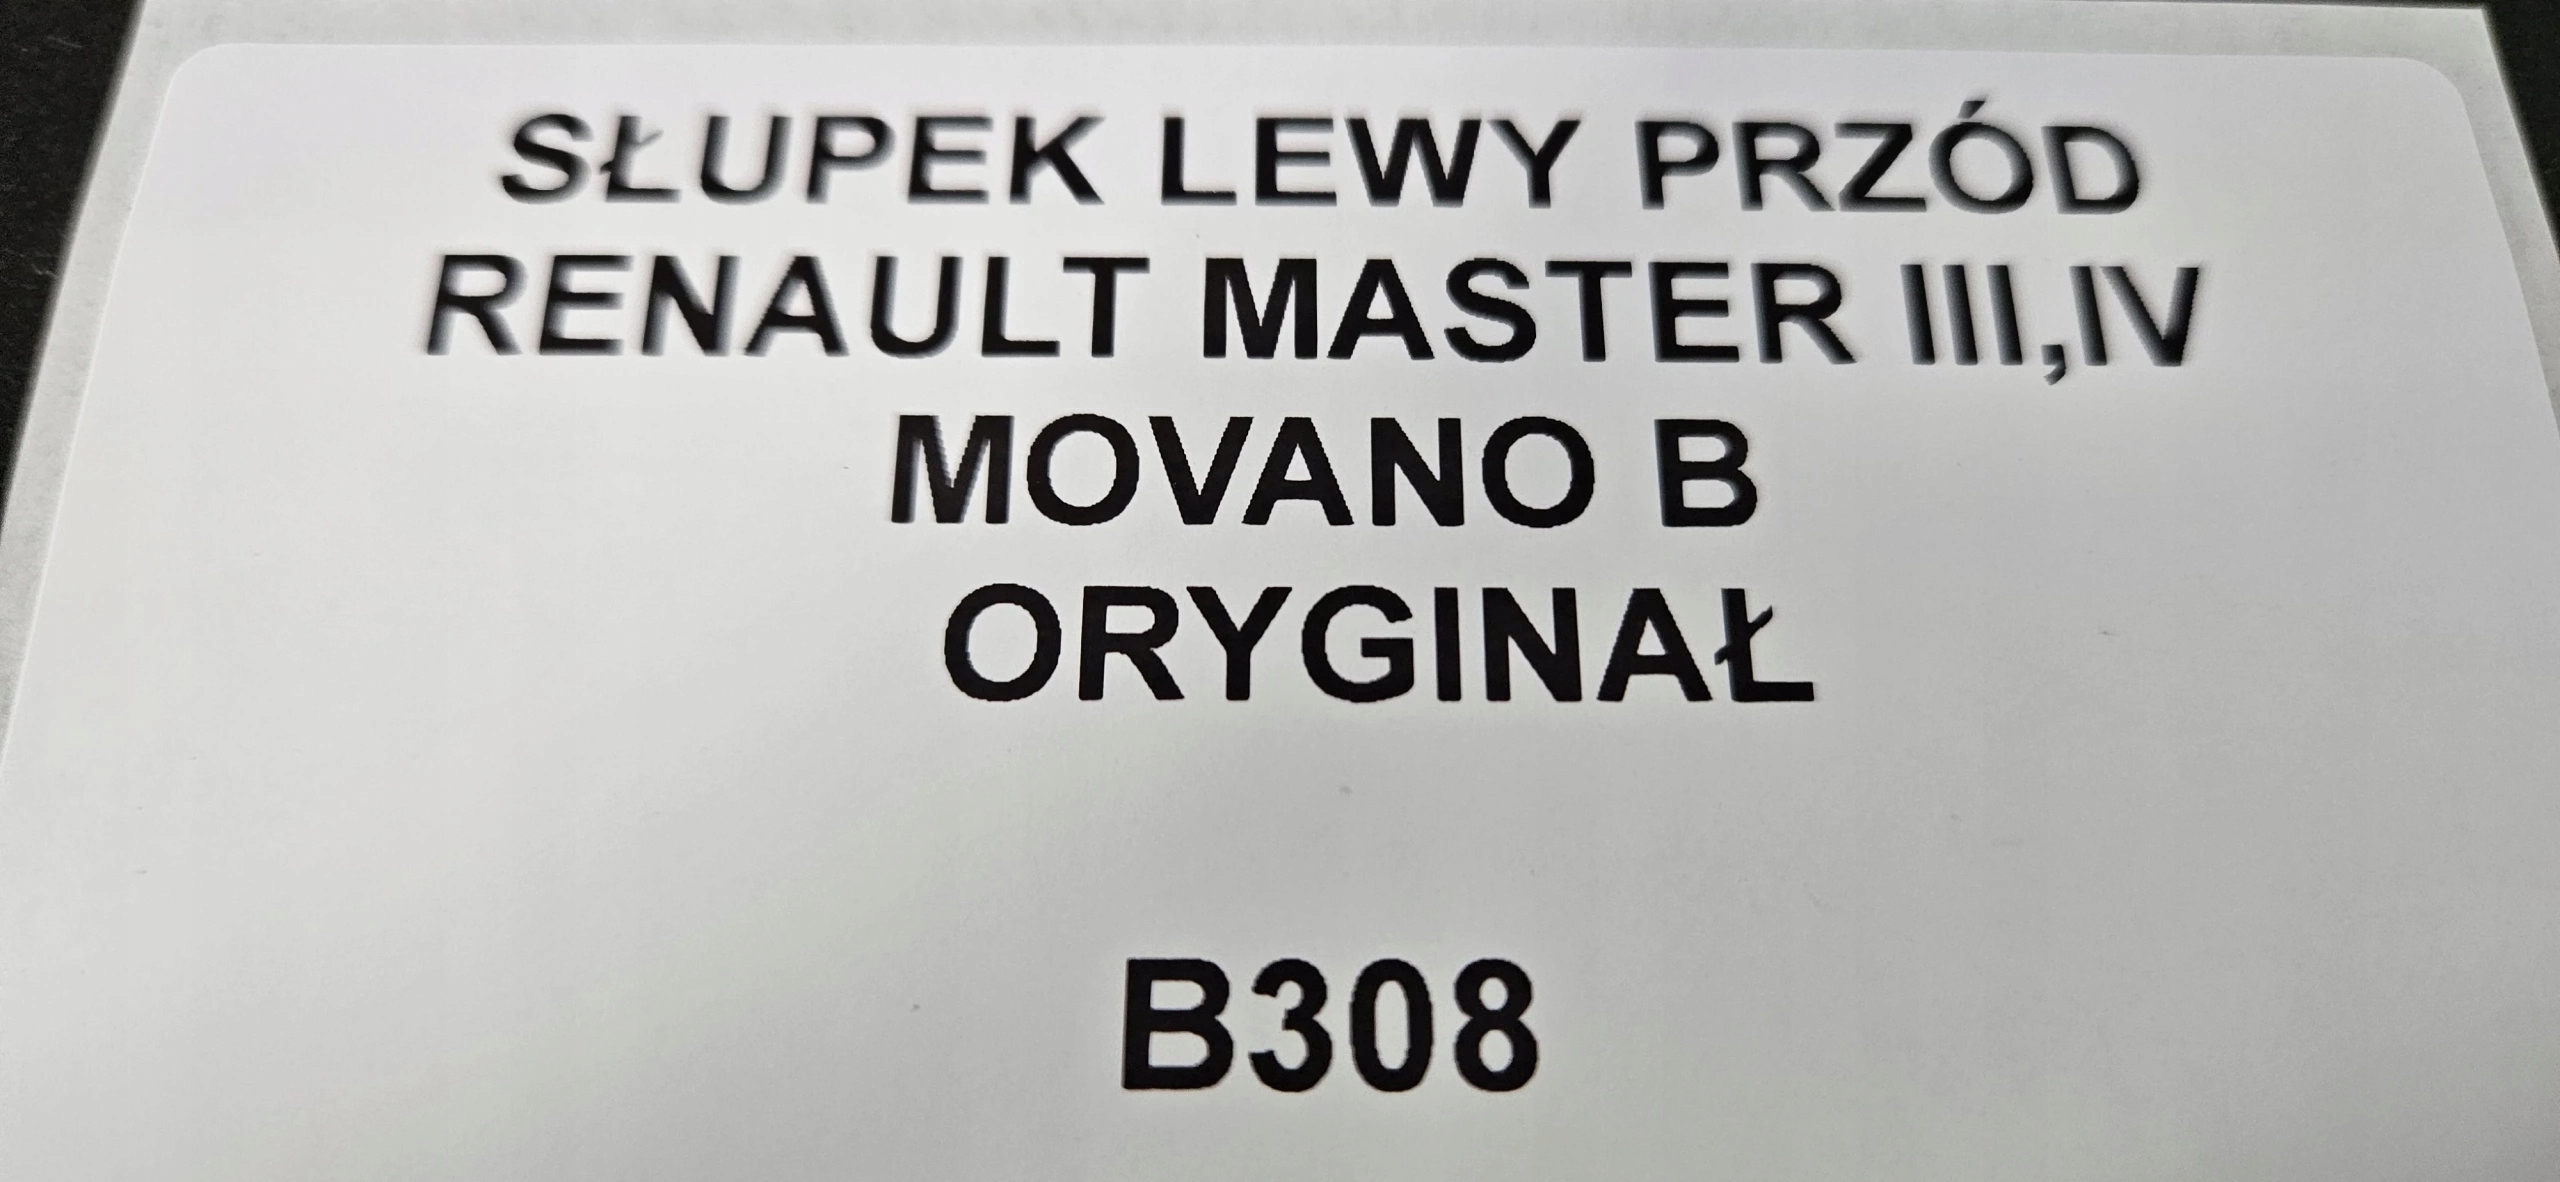 SŁUPEK LEWY PRZÓD
RENAULT MASTER III,IV
MOVANO B
ORYGINAŁ
B308